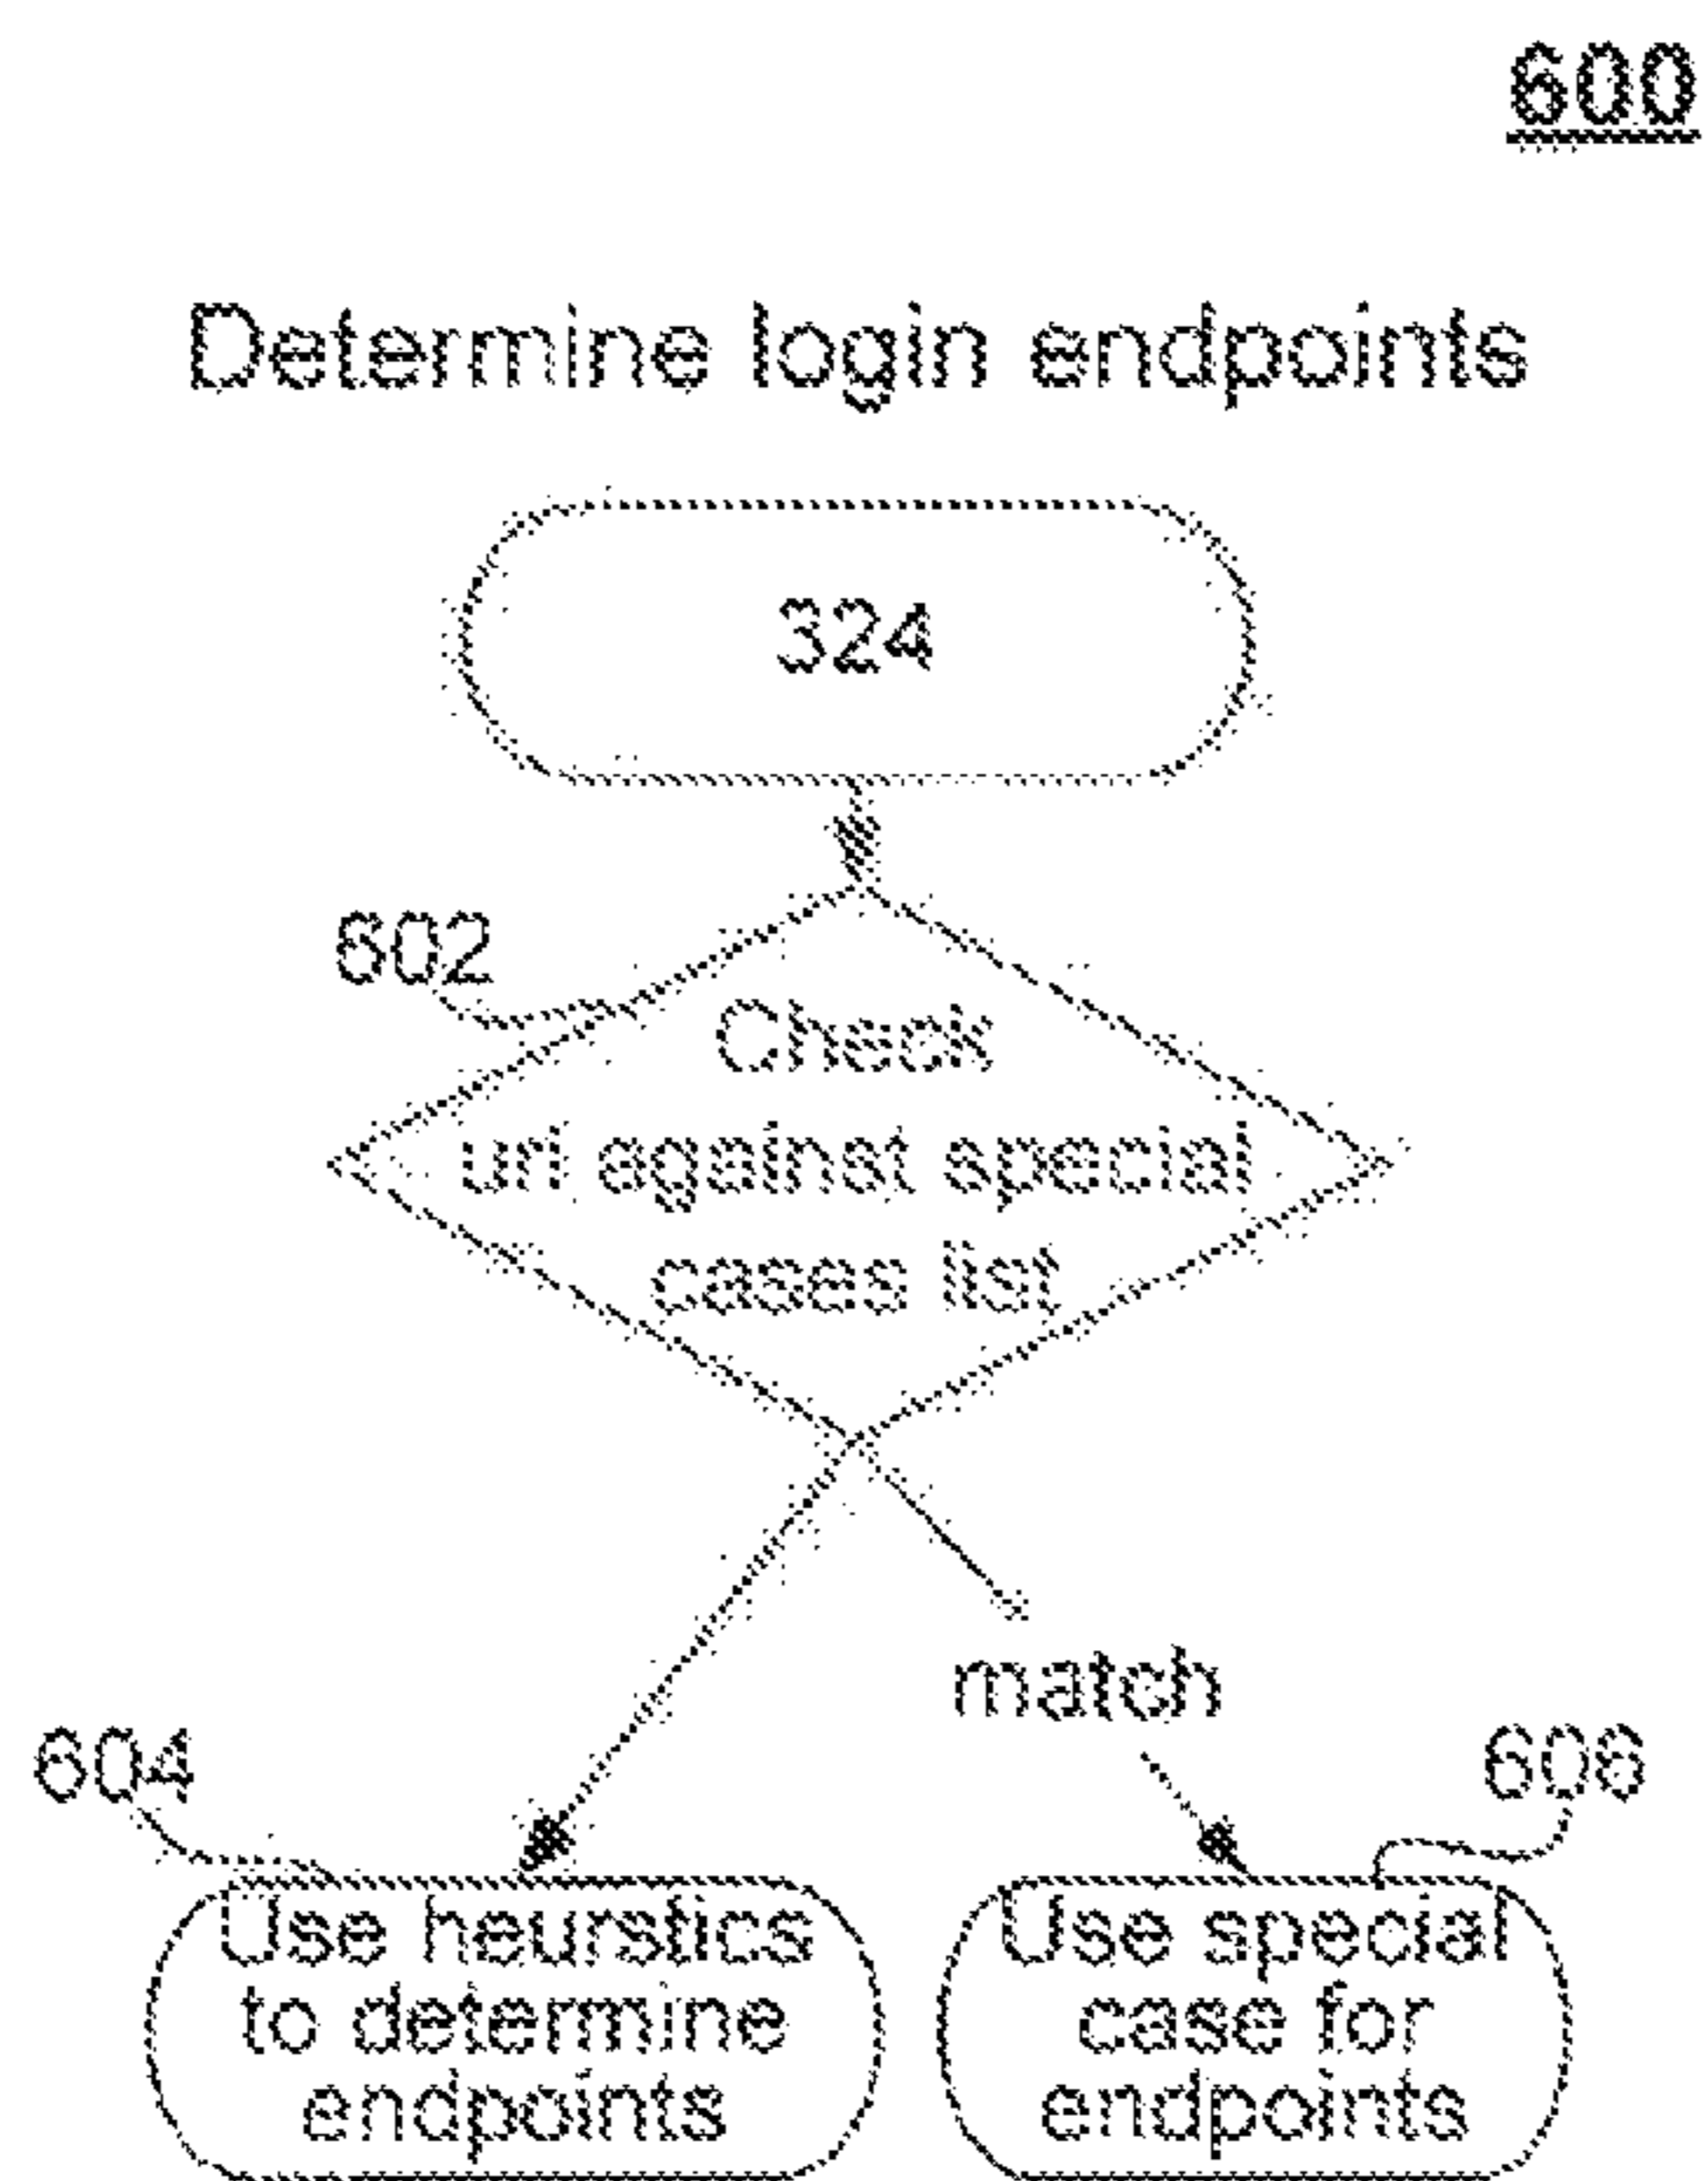 600
Determine login endpoints
324
602
Check
url against special
cases list
match
604
606
Use heurstics
to determine
endpoints
Use special
case for
endpoints